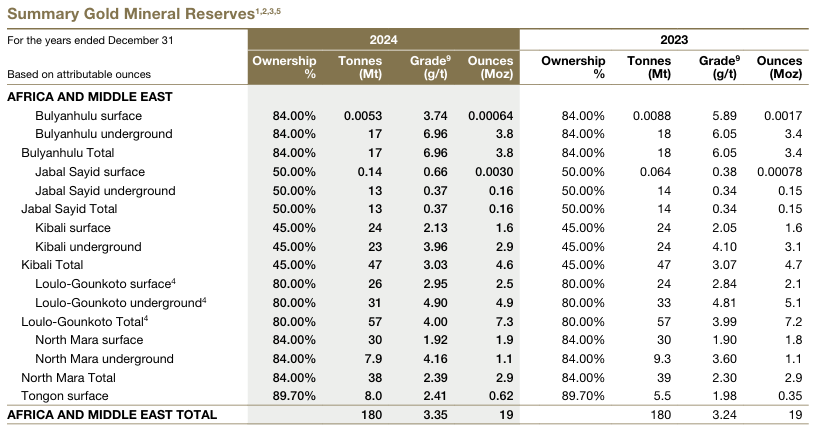 Summary Gold Mineral Reserves1,2,3,5
For the years ended December 31 2024 2023
Based on attributable ounces Ownership % Tonnes (Mt) Grade9 (g/t) Ounces (Moz) Ownership % Tonnes (Mt) Grade9 (g/t) Ounces (Moz)
AFRICA AND MIDDLE EAST
Bulyanhulu surface 84.00% 0.0053 3.74 0.00064 84.00% 0.0088 5.89 0.0017
Bulyanhulu underground 84.00% 17 6.96 3.8 84.00% 18 6.05 3.4
Bulyanhulu Total 84.00% 17 6.96 3.8 84.00% 18 6.05 3.4
Jabal Sayid surface 50.00% 0.14 0.66 0.0030 50.00% 0.064 0.38 0.00078
Jabal Sayid underground 50.00% 13 0.37 0.16 50.00% 14 0.34 0.15
Jabal Sayid Total 50.00% 13 0.37 0.16 50.00% 14 0.34 0.15
Kibali surface 45.00% 24 2.13 1.6 45.00% 24 2.05 1.6
Kibali underground 45.00% 23 3.96 2.9 45.00% 24 4.10 3.1
Kibali Total 45.00% 47 3.03 4.6 45.00% 47 3.07 4.7
Loulo-Gounkoto surface4 80.00% 26 2.95 2.5 80.00% 24 2.84 2.1
Loulo-Gounkoto underground4 80.00% 31 4.90 4.9 80.00% 33 4.81 5.1
Loulo-Gounkoto Total4 80.00% 57 4.00 7.3 80.00% 57 3.99 7.2
North Mara surface 84.00% 30 1.92 1.9 84.00% 30 1.90 1.8
North Mara underground 84.00% 7.9 4.16 1.1 84.00% 9.3 3.60 1.1
North Mara Total 84.00% 38 2.39 2.9 84.00% 39 2.30 2.9
Tongon surface 89.70% 8.0 2.41 0.62 89.70% 5.5 1.98 0.35
AFRICA AND MIDDLE EAST TOTAL 180 3.35 19 180 3.24 19